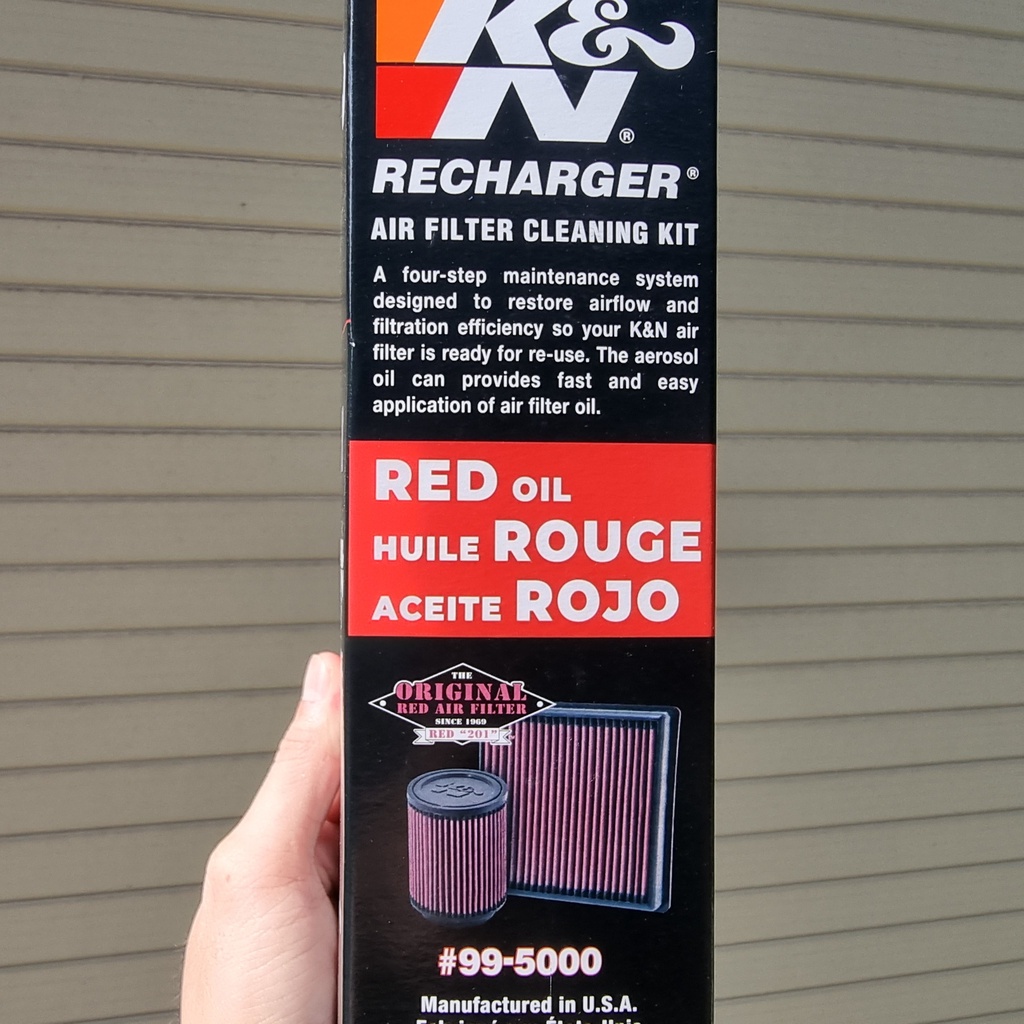 K&
N®
RECHARGER®
AIR FILTER CLEANING KIT
A four-step maintenance system
designed to restore airflow and
filtration efficiency so your K&N air
filter is ready for re-use. The aerosol
oil can provides fast and easy
application of air filter oil.
RED OIL
HUILE ROUGE
ACEITE ROJO
THE
ORIGINAL
RED AIR FILTER
SINCE 1969
RED "201"
K&N
#99-5000
Manufactured in U.S.A.